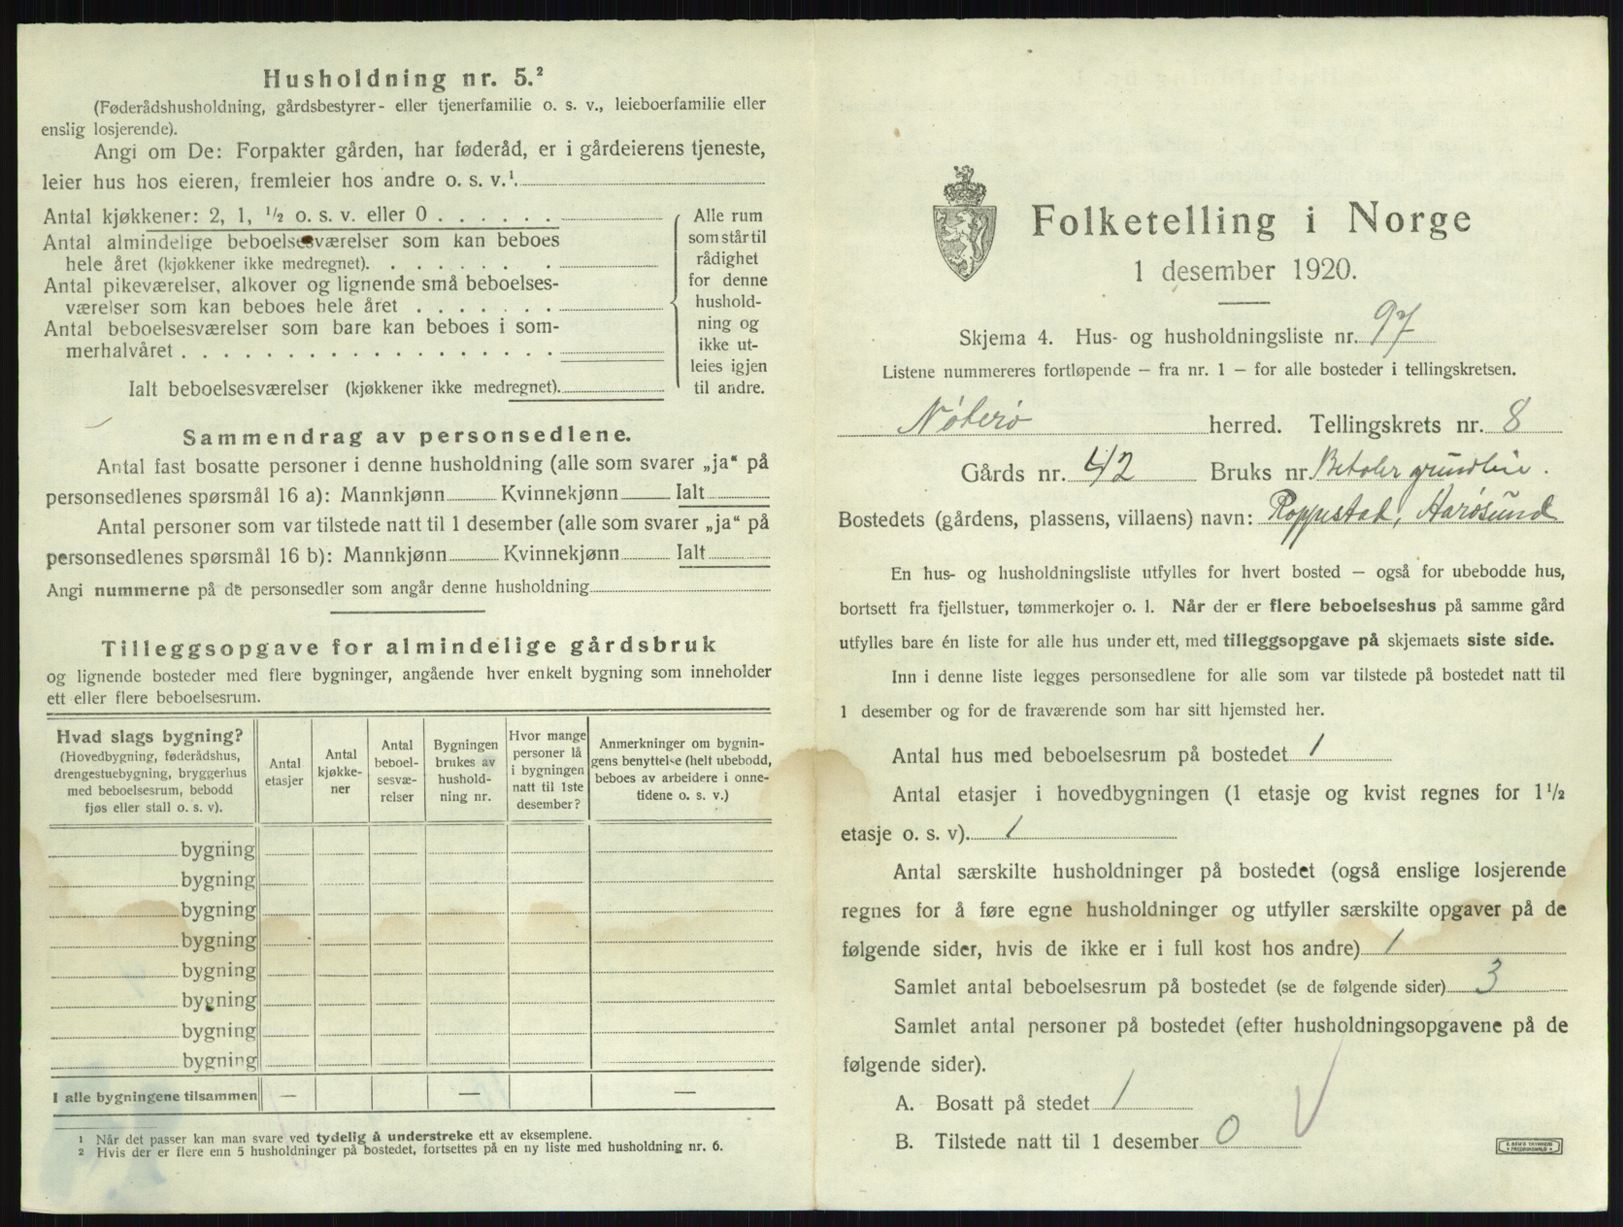 Husholdning nr. 5.²
(Føderådshusholdning, gårdsbestyrer- eller tjenerfamilie o. s. v., leieboerfamilie eller
enslig losjerende).
Angi om De: Forpakter gården, har føderåd, er i gårdeierens tjeneste,
leier hus hos eieren, fremleier hos andre o. s. v.¹.
Antal kjøkkener: 2, 1, ½ o. s. v. eller 0 . . . . . .
Antal almindelige beboelsesværelser som kan beboes
hele året (kjøkkener ikke medregnet). . . . . . . .
Antal pikeværelser, alkover og lignende små beboelses-
værelser som kan beboes hele året . . . . . . .
Antal beboelsesværelser som bare kan beboes i som-
merhalvåret . . . . . . . . . . . . . . . . . .
Ialt beboelsesværelser (kjøkkener ikke medregnet).
Alle rum
som står til
rådighet
for denne
hushold-
ning og
ikke ut-
leies igjen
til andre.
Sammendrag av personsedlene.
Antal fast bosatte personer i denne husholdning (alle som svarer „ja“ på
personsedlenes spørsmål 16 a): Mannkjønn Kvinnekjønn Ialt
Antal personer som var tilstede natt til 1 desember (alle som svarer „ja“ på
personsedlenes spørsmål 16 b): Mannkjønn Kvinnekjønn Ialt
Angi nummerne på de personsedler som angår denne husholdning
Tilleggsopgave for almindelige gårdsbruk
og lignende bosteder med flere bygninger, angående hver enkelt bygning som inneholder
ett eller flere beboelsesrum.
Hvad slags bygning?
(Hovedbygning, føderådshus,
drengestuebygning, bryggerhus
med beboelsesrum, bebodd
fjøs eller stall o. s. v).
Antal
etasjer
Antal
kjøkke-
ner
Antal
beboel-
sesvæ-
relser
Bygningen
brukes av
hushold-
ning nr.
Hvor mange
personer lå
i bygningen
natt til 1ste
desember?
Anmerkninger om bygnin-
gens benyttelse (helt ubebodd,
beboes av arbeidere i onne-
tidene o. s. v.)
bygning
bygning
bygning
bygning
bygning
bygning
bygning
bygning
I alle bygningene tilsammen — — —
¹ Når det passer kan man svare ved tydelig å understreke ett av eksemplene.
² Hvis der er flere enn 5 husholdninger på bostedet, fortsettes på en ny liste med husholdning nr. 6.
Folketelling i Norge
1 desember 1920.
Skjema 4. Hus- og husholdningsliste nr. 97
Listene nummereres fortløpende — fra nr. 1 — for alle bosteder i tellingskretsen.
Nøterø herred. Tellingskrets nr. 8
Gårds nr. 42 Bruks nr. Betaler grundleie.
Bostedets (gårdens, plassens, villaens) navn: Roppestad, Aarøsund
En hus- og husholdningsliste utfylles for hvert bosted — også for ubebodde hus,
bortsett fra fjellstuer, tømmerkojer o. l. Når der er flere beboelseshus på samme gård
utfylles bare én liste for alle hus under ett, med tilleggsopgave på skjemaets siste side.
Inn i denne liste legges personsedlene for alle som var tilstede på bostedet natt til
1 desember og for de fraværende som har sitt hjemsted her.
Antal hus med beboelsesrum på bostedet 1
Antal etasjer i hovedbygningen (1 etasje og kvist regnes for 1½
etasje o. s. v). 1
Antal særskilte husholdninger på bostedet (også enslige losjerende
regnes for å føre egne husholdninger og utfyller særskilte opgaver på de
følgende sider, hvis de ikke er i full kost hos andre) 1
Samlet antal beboelsesrum på bostedet (se de følgende sider) 3
Samlet antal personer på bostedet (efter husholdningsopgavene på de
følgende sider).
A. Bosatt på stedet 1
B. Tilstede natt til 1 desember 0